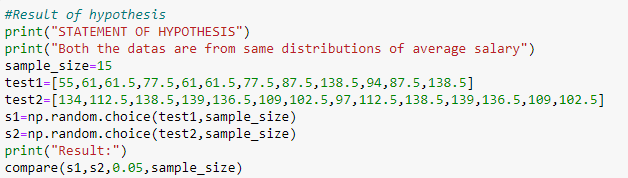 #Result of hypothesis
print("STATEMENT OF HYPOTHESIS")
print("Both the datas are from same distributions of average salary")
sample_size=15
test1=[55,61,61.5,77.5,61,61.5,77.5,87.5,138.5,94,87.5,138.5]
test2=[134,112.5,138.5,139,136.5,109,102.5,97,112.5,138.5,139,136.5,109,102.5]
s1=np.random.choice(test1,sample_size)
s2=np.random.choice(test2,sample_size)
print("Result:")
compare(s1,s2,0.05,sample_size)